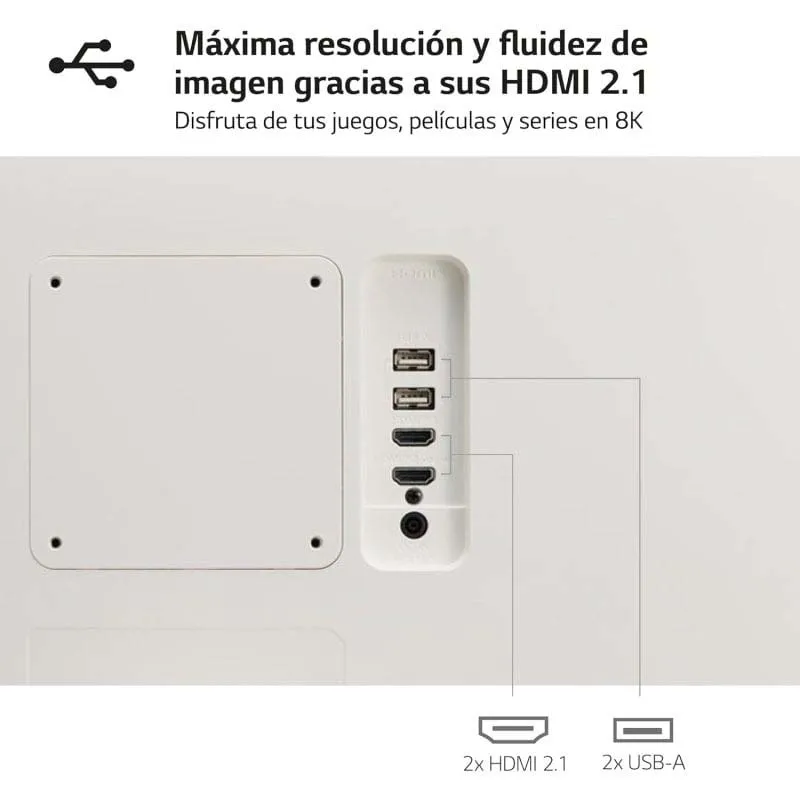 Máxima resolución y fluidez de
imagen gracias a sus HDMI 2.1
Disfruta de tus juegos, películas y series en 8K
2x HDMI 2.1
2x USB-A